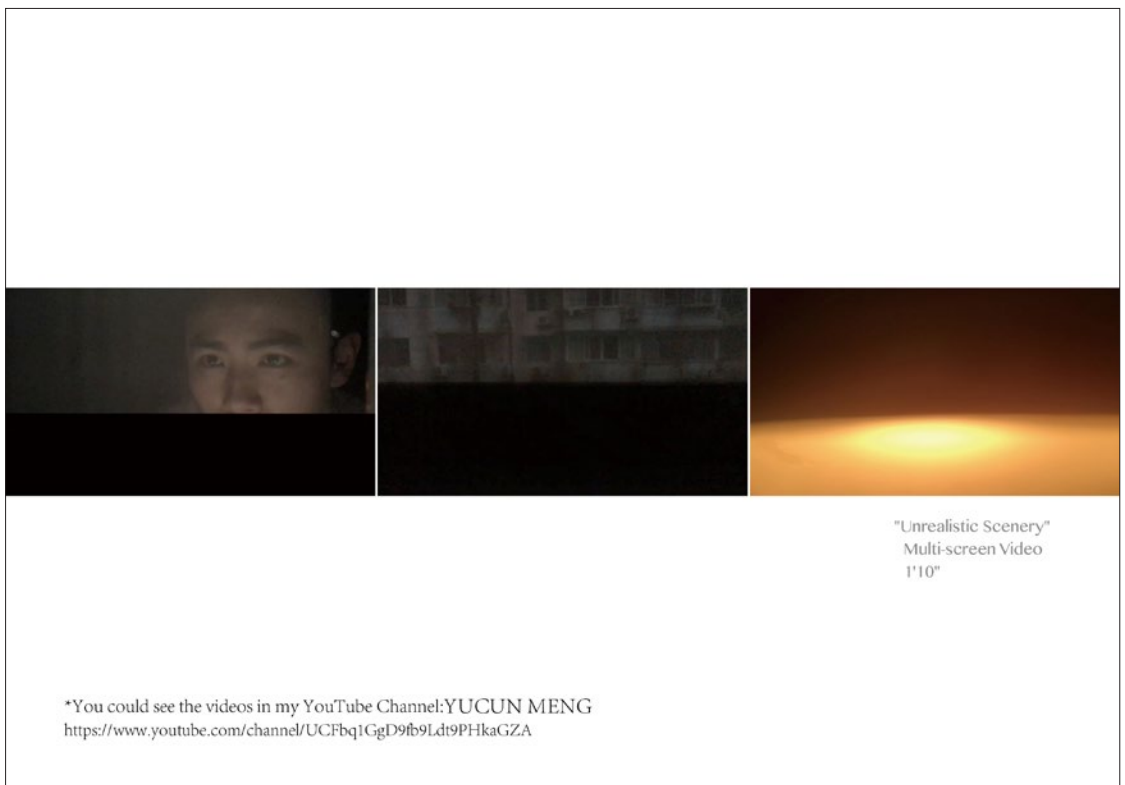 "Unrealistic Scenery"
Multi-screen Video
1'10"
*You could see the videos in my YouTube Channel:YUCUN MENG
https://www.youtube.com/channel/UCFbq1GgD9fb9Ldt9PHkaGZA